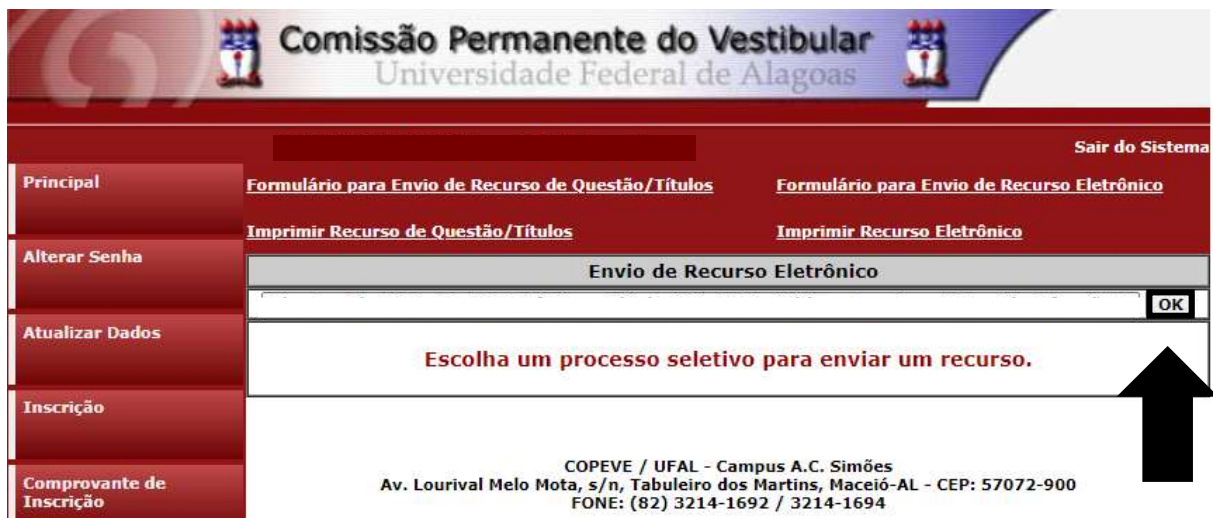 Comissão Permanente do Vestibular
Universidade Federal de Alagoas
Sair do Sistema
Principal
Formulário para Envio de Recurso de Questão/Títulos
Formulário para Envio de Recurso Eletrônico
Imprimir Recurso de Questão/Títulos
Imprimir Recurso Eletrônico
Alterar Senha
Envio de Recurso Eletrônico
OK
Atualizar Dados
Escolha um processo seletivo para enviar um recurso.
Inscrição
Comprovante de
Inscrição
COPEVE / UFAL - Campus A.C. Simões
Av. Lourival Melo Mota, s/n, Tabuleiro dos Martins, Maceió-AL - CEP: 57072-900
FONE: (82) 3214-1692 / 3214-1694